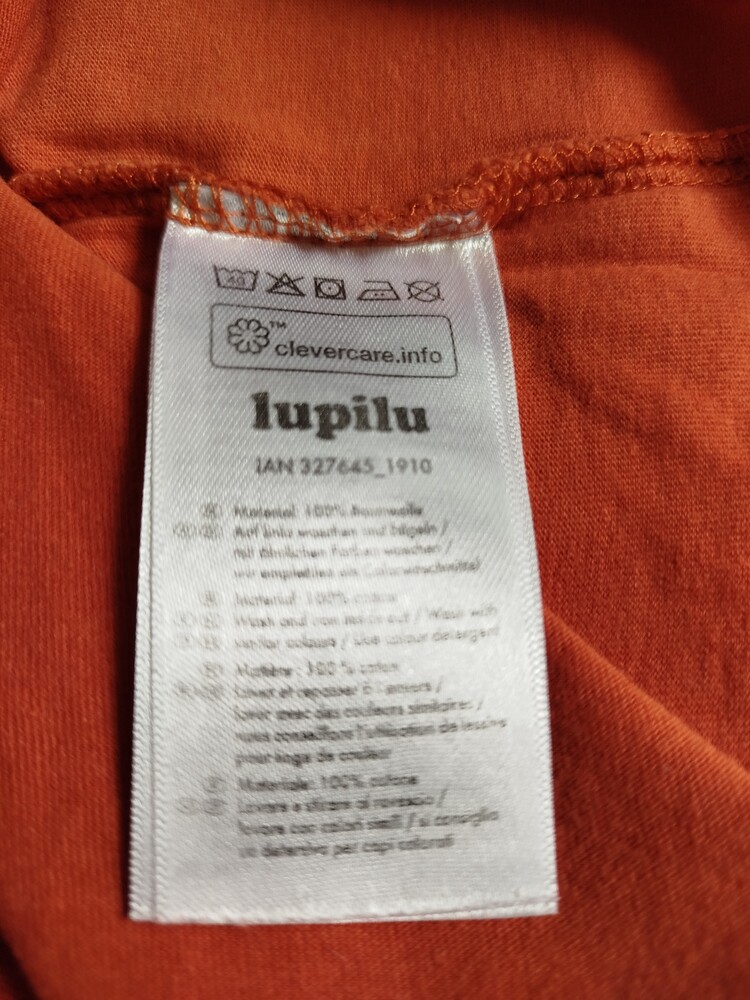 40
™
clevercare.info
lupilu
IAN 327645_1910
Material: 100% Baumwolle
Auf links waschen und bügeln /
mit ähnlichen Farben waschen /
wir empfehlen ein Colorwaschmittel
Material: 100% cotton
Wash and iron inside out / Wash with
similar colours / Use colour detergent
Matière : 100 % coton
Laver et repasser à l'envers /
laver avec des couleurs similaires /
nous conseillons l'utilisation de lessive
pour linge de couleur
Materiale: 100% cotone
Lavare e stirare al rovescio /
lavare con colori simili / si consiglia
un detersivo per capi colorati